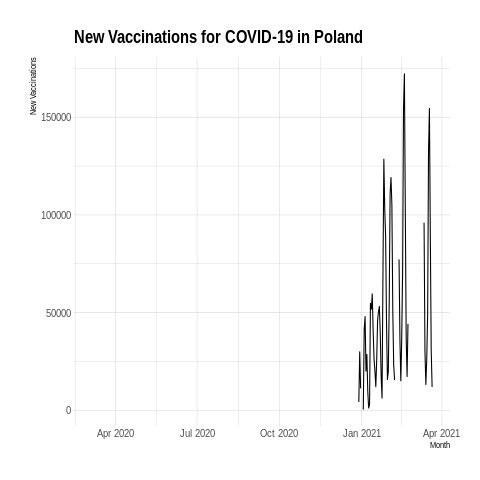 New Vaccinations for COVID-19 in Poland
New Vaccinations
150000
100000
50000
0
Apr 2020 Jul 2020 Oct 2020 Jan 2021 Apr 2021
Month